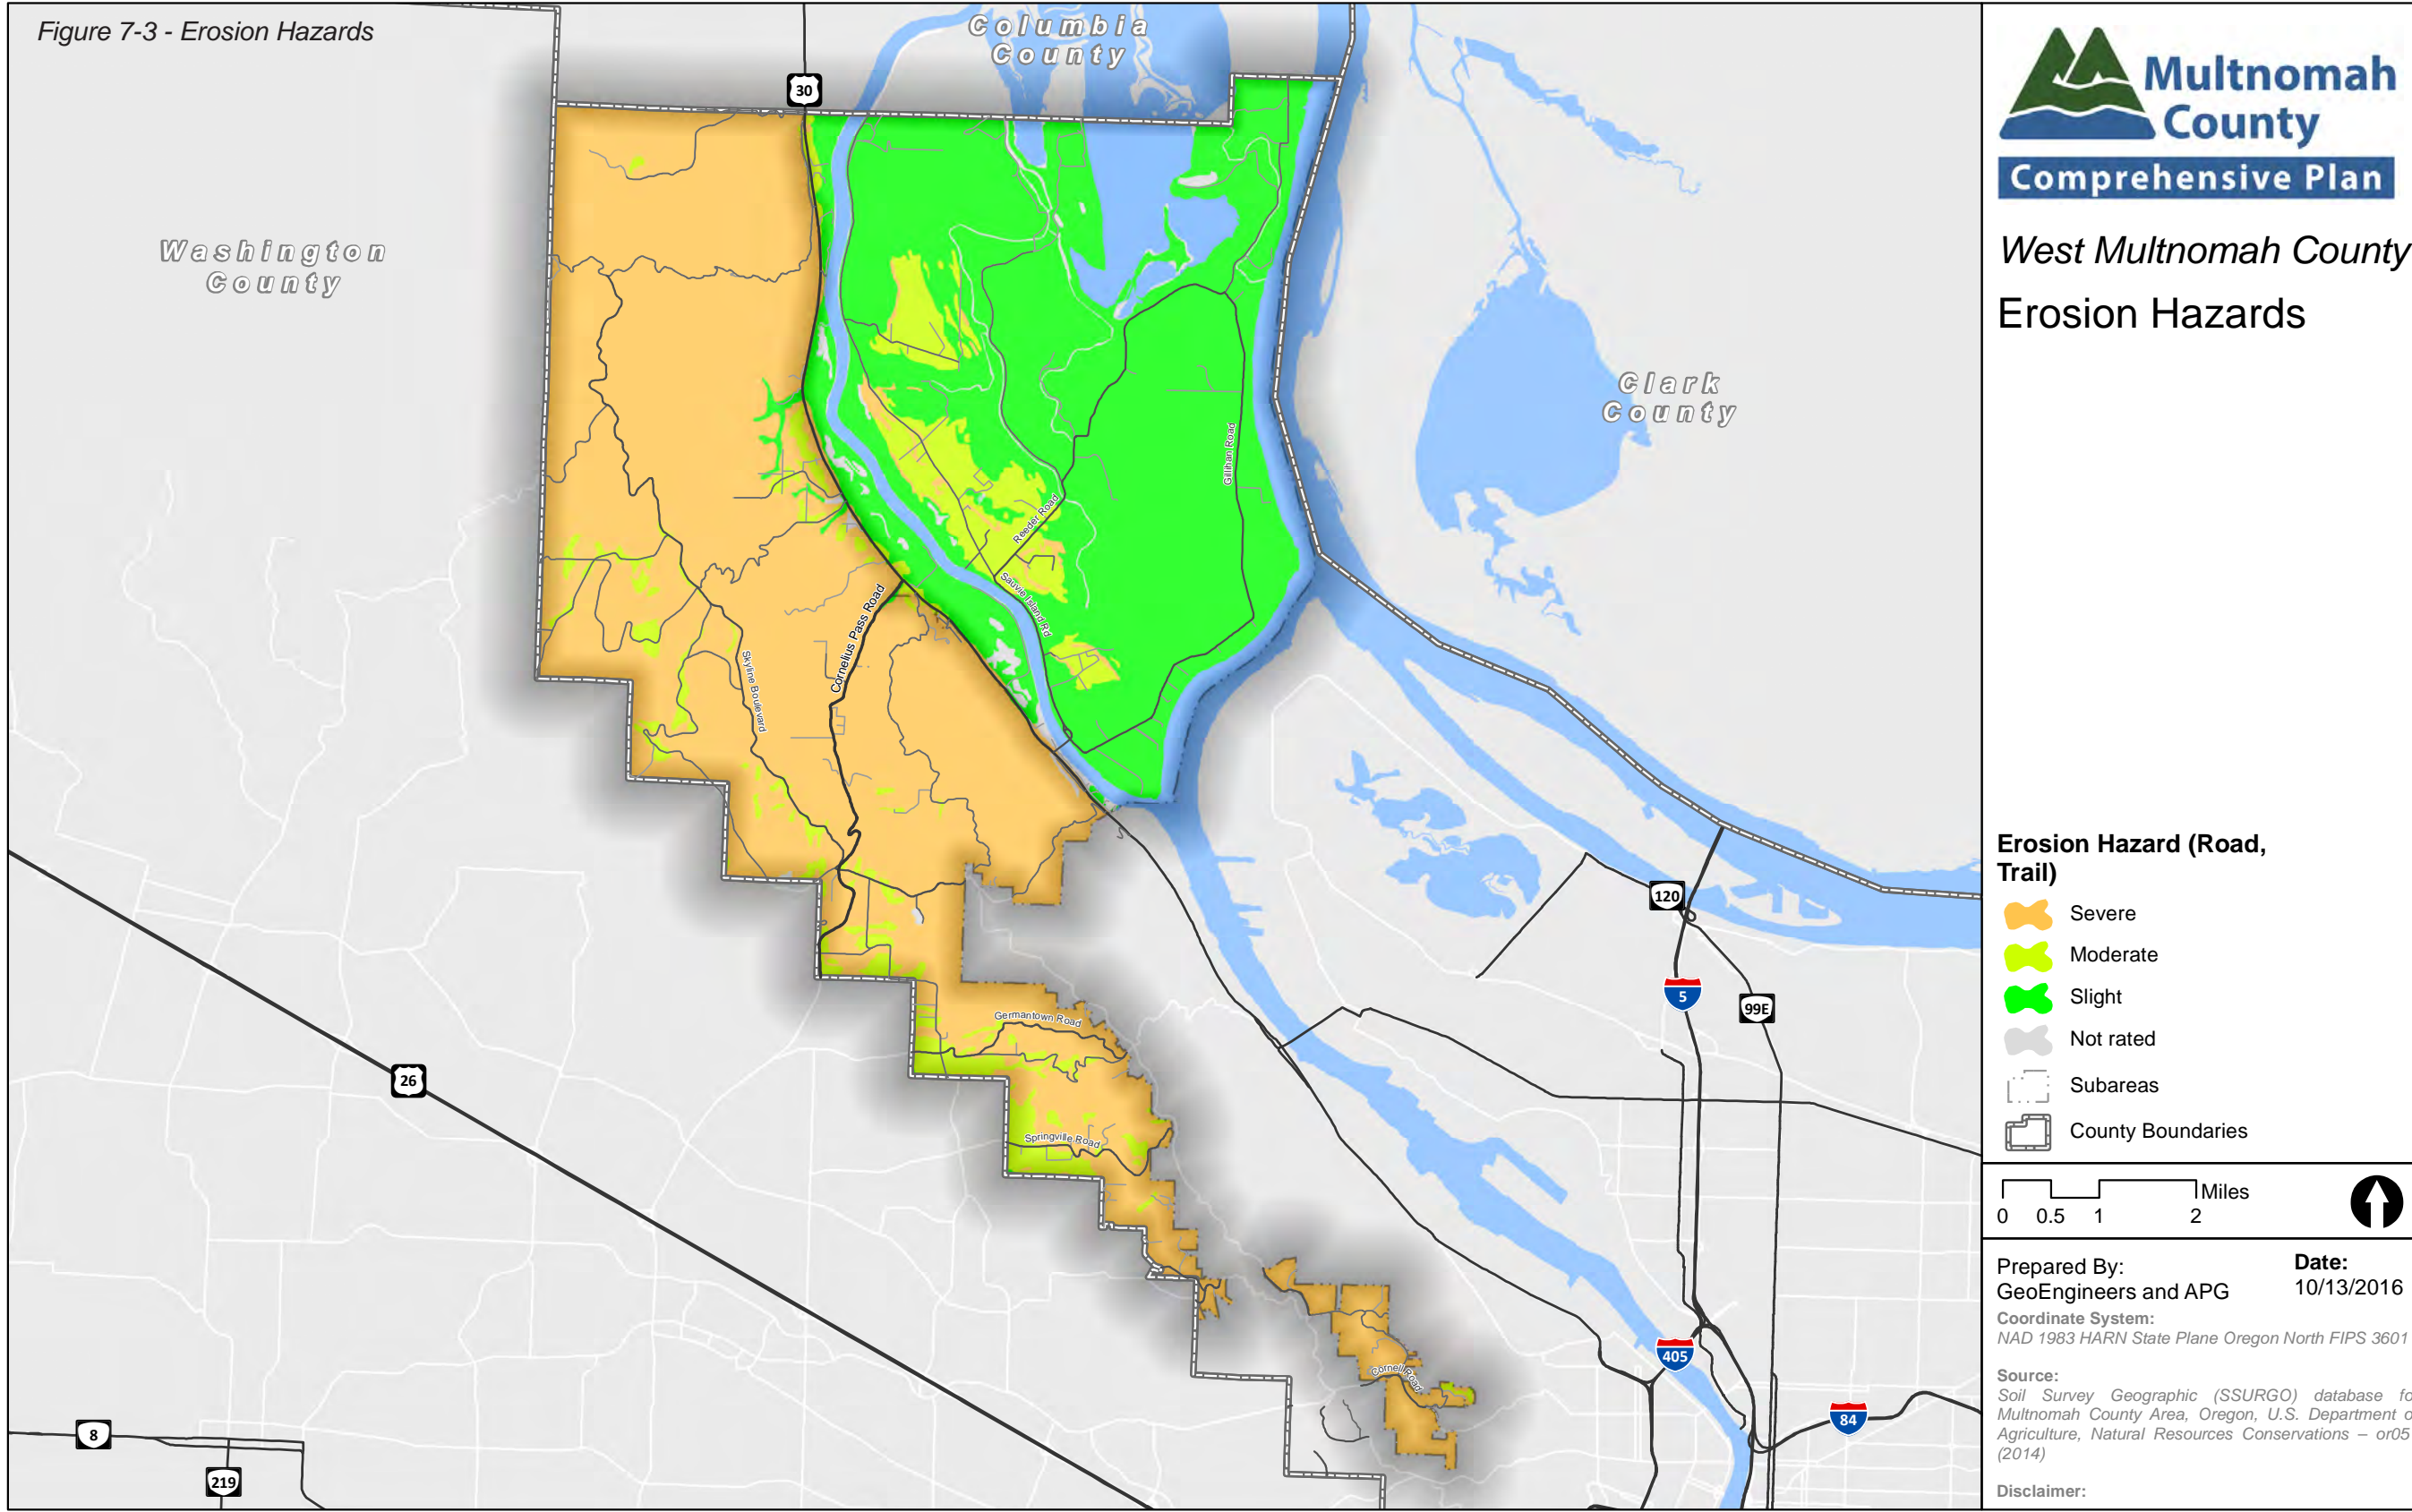 Figure 7-3 - Erosion Hazards
Columbia
County
30
Washington
County
Clark
County
Gillihan Road
Reeder Road
Sauvie Island Rd
Cornelius Pass Road
Skyline Boulevard
Germantown Road
Springville Road
Cornell Road
120
5
99E
26
405
84
8
219
Multnomah
County
Comprehensive Plan
West Multnomah County
Erosion Hazards
Erosion Hazard (Road,
Trail)
Severe
Moderate
Slight
Not rated
Subareas
County Boundaries
Miles
0 0.5 1 2
Prepared By:
GeoEngineers and APG
Date:
10/13/2016
Coordinate System:
NAD 1983 HARN State Plane Oregon North FIPS 3601
Source:
Soil Survey Geographic (SSURGO) database fo
Multnomah County Area, Oregon, U.S. Department o
Agriculture, Natural Resources Conservations – or05
(2014)
Disclaimer: